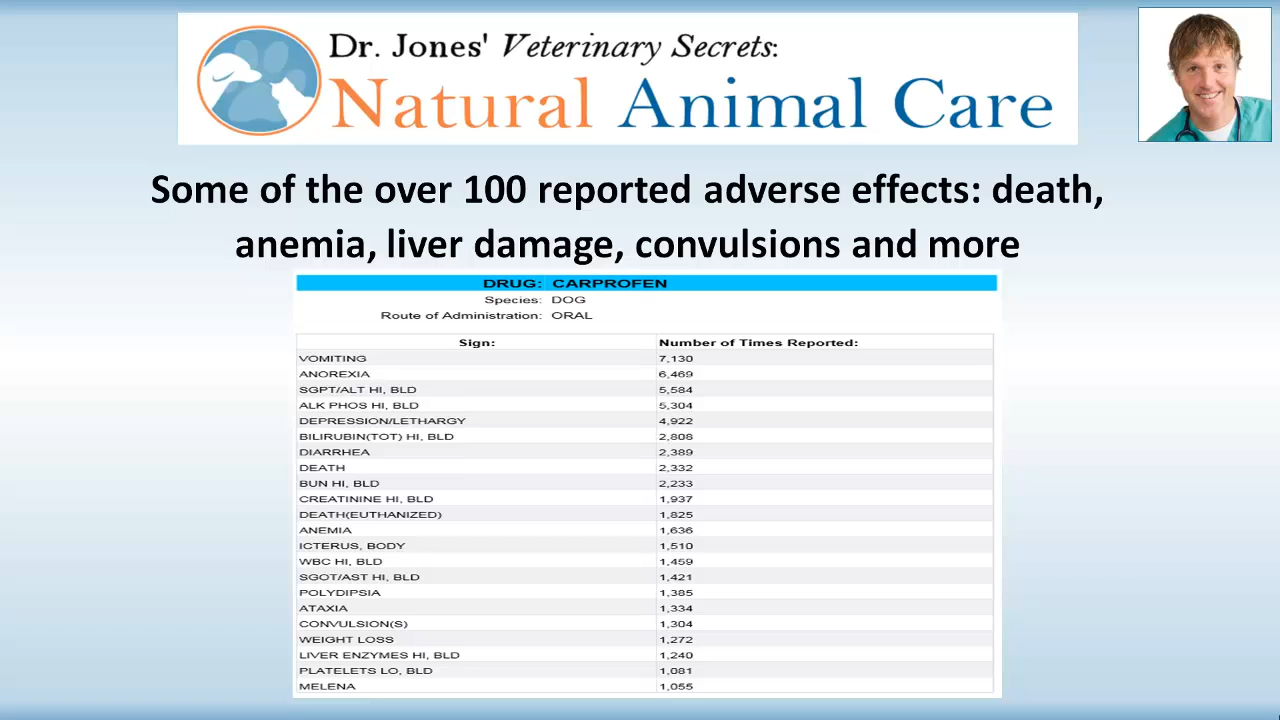 Dr. Jones' Veterinary Secrets:
Natural Animal Care
Some of the over 100 reported adverse effects: death,
anemia, liver damage, convulsions and more
DRUG: CARPROFEN
Species: DOG
Route of Administration: ORAL
Sign: Number of Times Reported:
VOMITING 7,130
ANOREXIA 6,469
SGPT/ALT HI, BLD 5,584
ALK PHOS HI, BLD 5,304
DEPRESSION/LETHARGY 4,922
BILIRUBIN(TOT) HI, BLD 2,808
DIARRHEA 2,389
DEATH 2,332
BUN HI, BLD 2,233
CREATININE HI, BLD 1,937
DEATH(EUTHANIZED) 1,825
ANEMIA 1,636
ICTERUS, BODY 1,510
WBC HI, BLD 1,459
SGOT/AST HI, BLD 1,421
POLYDIPSIA 1,385
ATAXIA 1,334
CONVULSION(S) 1,304
WEIGHT LOSS 1,272
LIVER ENZYMES HI, BLD 1,240
PLATELETS LO, BLD 1,081
MELENA 1,055